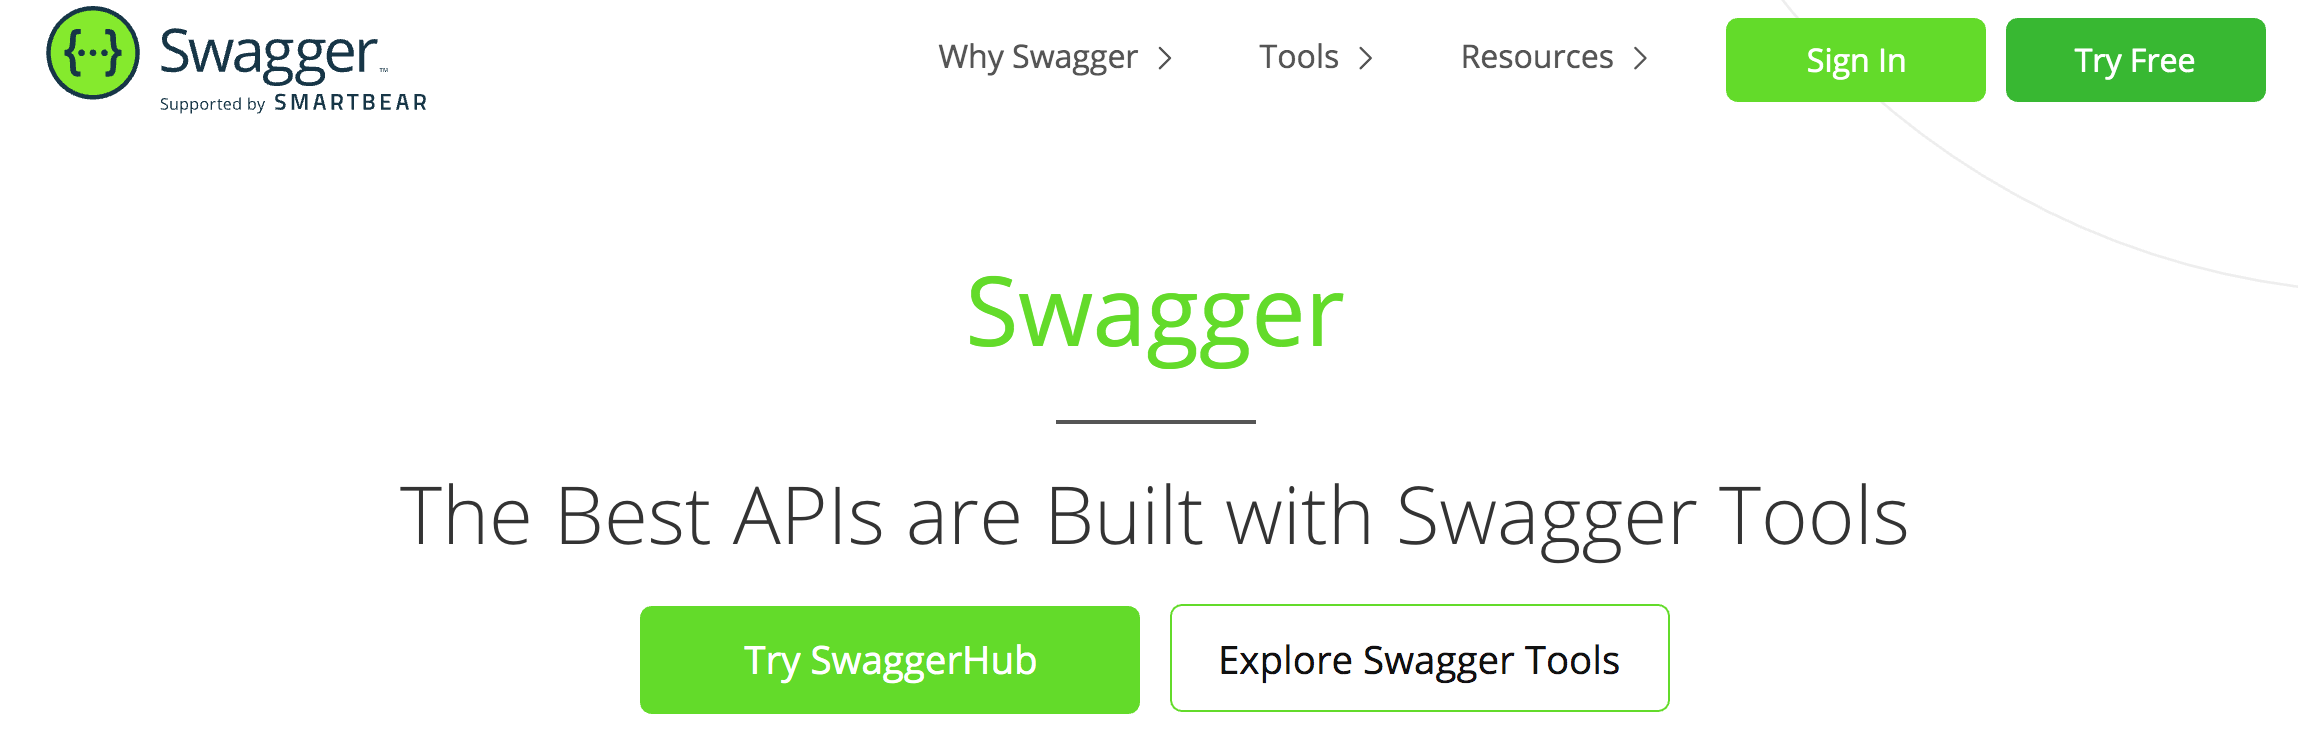 {···} Swagger™
Supported by SMARTBEAR
Why Swagger
Tools
Resources
Sign In
Try Free
Swagger
The Best APIs are Built with Swagger Tools
Try SwaggerHub
Explore Swagger Tools